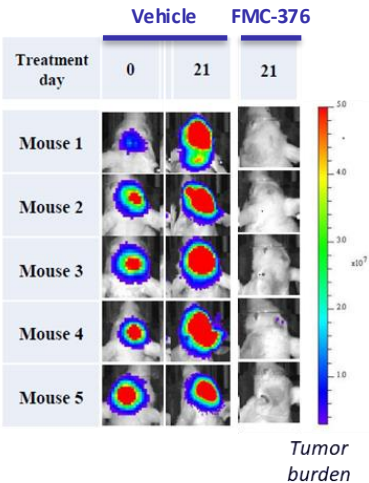 Vehicle FMC-376
Treatment
day
0 21 21
Mouse 1
Mouse 2
Mouse 3
Mouse 4
Mouse 5
50
40
30
x10⁷
20
10
Tumor
burden